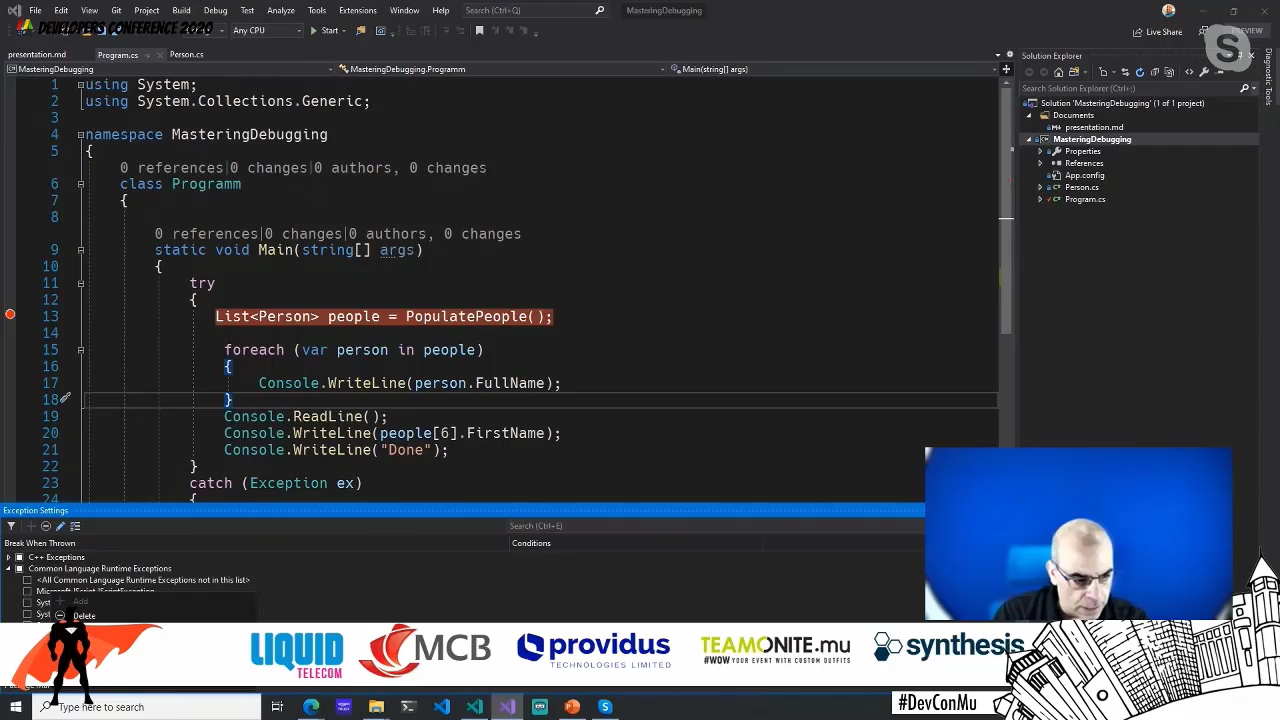 File Edit View Git Project Build Debug Test Analyze Tools Extensions Window Help Search (Ctrl+Q) MasteringDebugging
DEVELOPERS CONFERENCE 2020
Any CPU Start Live Share PREVIEW
presentation.md Program.cs Person.cs
MasteringDebugging MasteringDebugging.Programm Main(string[] args)
1 using System;
2 using System.Collections.Generic;
3
4 namespace MasteringDebugging
5 {
0 references|0 changes|0 authors, 0 changes
6 class Programm
7 {
8
0 references|0 changes|0 authors, 0 changes
9 static void Main(string[] args)
10 {
11 try
12 {
13 List<Person> people = PopulatePeople();
14
15 foreach (var person in people)
16 {
17 Console.WriteLine(person.FullName);
18 }
19 Console.ReadLine();
20 Console.WriteLine(people[6].FirstName);
21 Console.WriteLine("Done");
22 }
23 catch (Exception ex)
24 {
Solution Explorer
Search Solution Explorer (Ctrl+;)
Solution 'MasteringDebugging' (1 of 1 project)
Documents
presentation.md
MasteringDebugging
Properties
References
App.config
Person.cs
Program.cs
Diagnostic Tools
Exception Settings
Search (Ctrl+E)
Break When Thrown Conditions
C++ Exceptions
Common Language Runtime Exceptions
<All Common Language Runtime Exceptions not in this list>
Microsoft.JScript.JScriptException
Syst Add
Syst Delete
LIQUID TELECOM
MCB
providus
TECHNOLOGIES LIMITED
TEAMONITE.mu
#WOW YOUR EVENT WITH CUSTOM OUTFITS
synthesis
Type here to search
#DevConMu